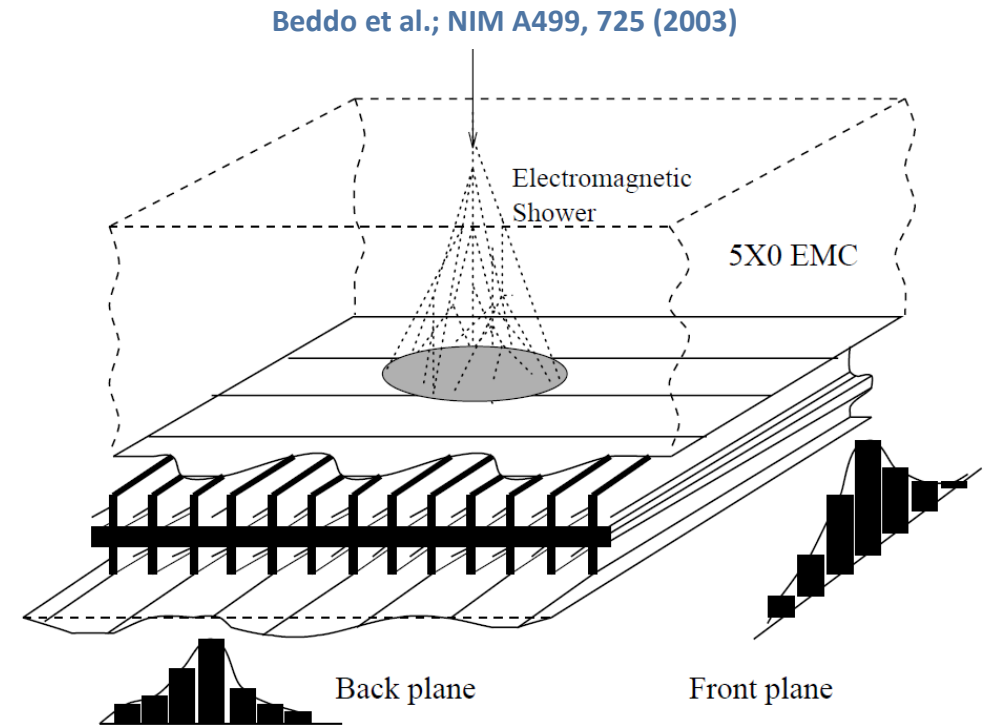 Beddo et al.; NIM A499, 725 (2003)
Electromagnetic
Shower
5X0 EMC
Back plane
Front plane